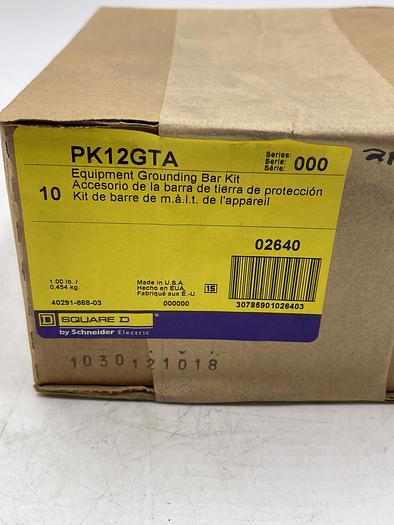 PK12GTA
Series:
Serie:
Série:
000
10
Equipment Grounding Bar Kit
Accesorio de la barra de tierra de protección
Kit de barre de m.à.l.t. de l'appareil
02640
1.00 lb. /
0,454 kg.
Made in U.S.A.
Hecho en EUA
Fabriqué aux É.-U.
15
40291-868-03
000000
30785901026403
D SQUARE D
by Schneider Electric
1030121018